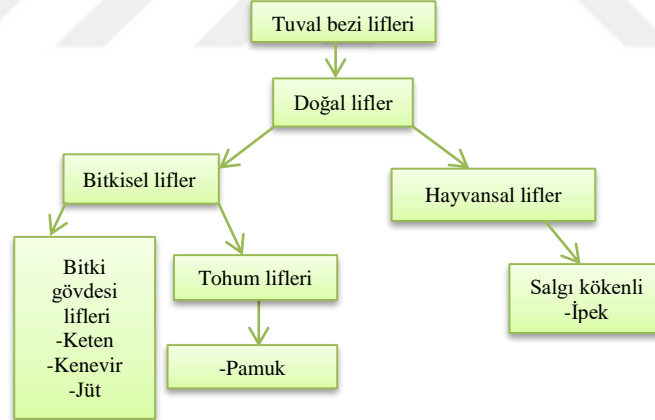 Tuval bezi lifleri
Doğal lifler
Bitkisel lifler
Hayvansal lifler
Bitki
gövdesi
lifleri
-Keten
-Kenevir
-Jüt
Tohum lifleri
-Pamuk
Salgı kökenli
-İpek